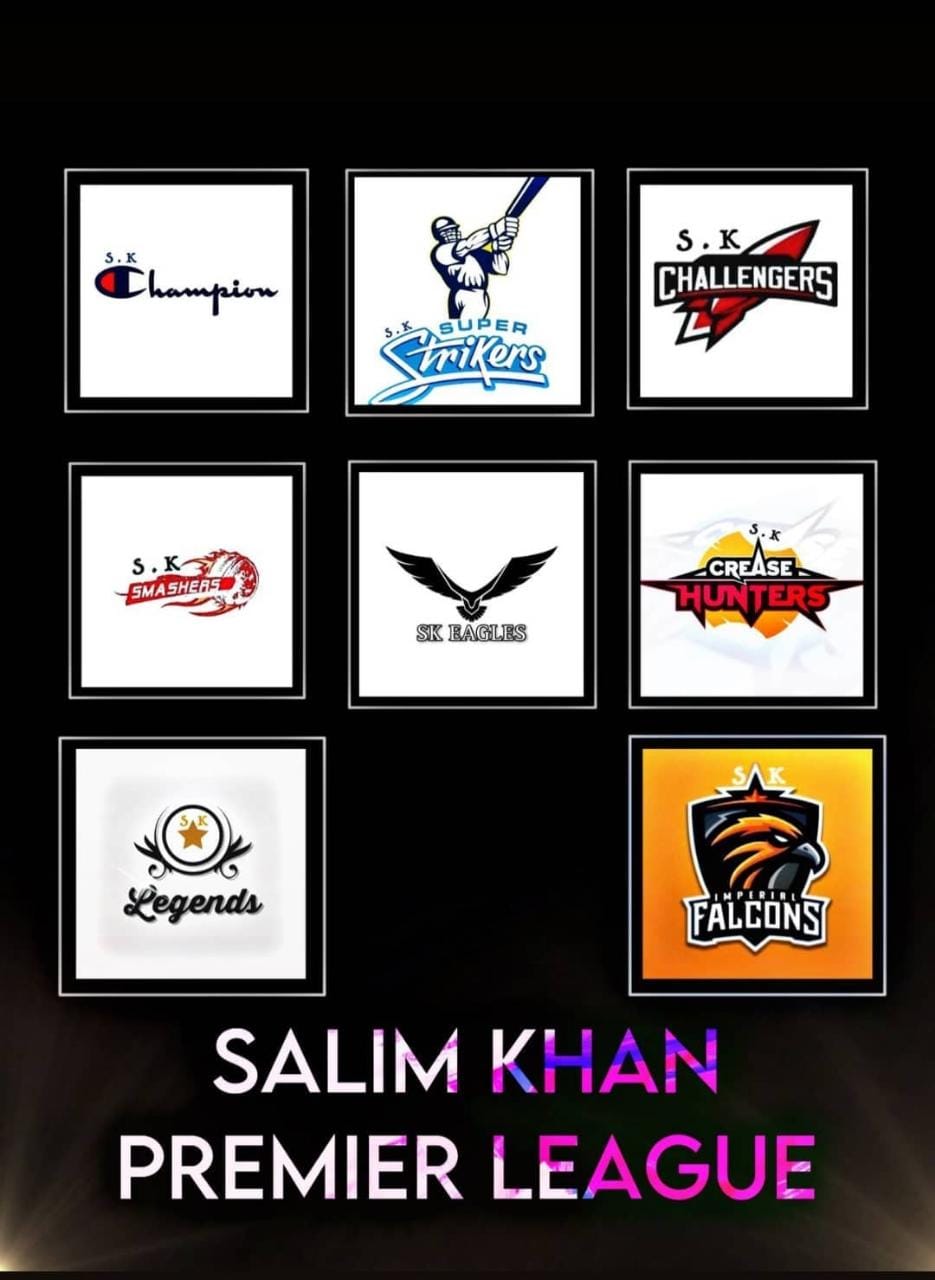 S.K
Champion
S.K SUPER
Strikers
S.K
CHALLENGERS
S.K
SMASHERS
SK EAGLES
S.K
CREASE
HUNTERS
S K
Legends
S K
IMPERIAL
FALCONS
SALIM KHAN
PREMIER LEAGUE